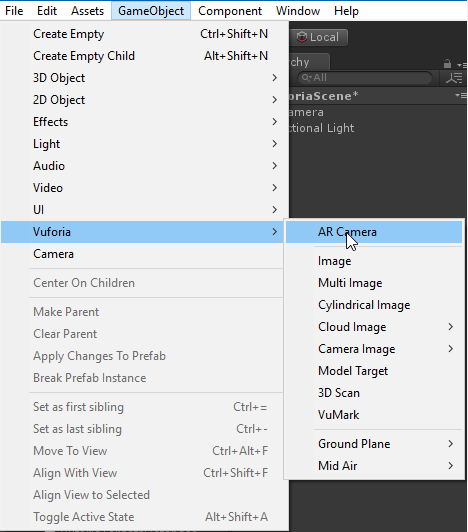 File Edit Assets GameObject Component Window Help
Create Empty Ctrl+Shift+N
Create Empty Child Alt+Shift+N
3D Object
2D Object
Effects
Light
Audio
Video
UI
Vuforia
Camera
Center On Children
Make Parent
Clear Parent
Apply Changes To Prefab
Break Prefab Instance
Set as first sibling Ctrl+=
Set as last sibling Ctrl+-
Move To View Ctrl+Alt+F
Align With View Ctrl+Shift+F
Align View to Selected
Toggle Active State Alt+Shift+A
Local
rchy
All
oriaScene*
amera
ctional Light
AR Camera
Image
Multi Image
Cylindrical Image
Cloud Image
Camera Image
Model Target
3D Scan
VuMark
Ground Plane
Mid Air